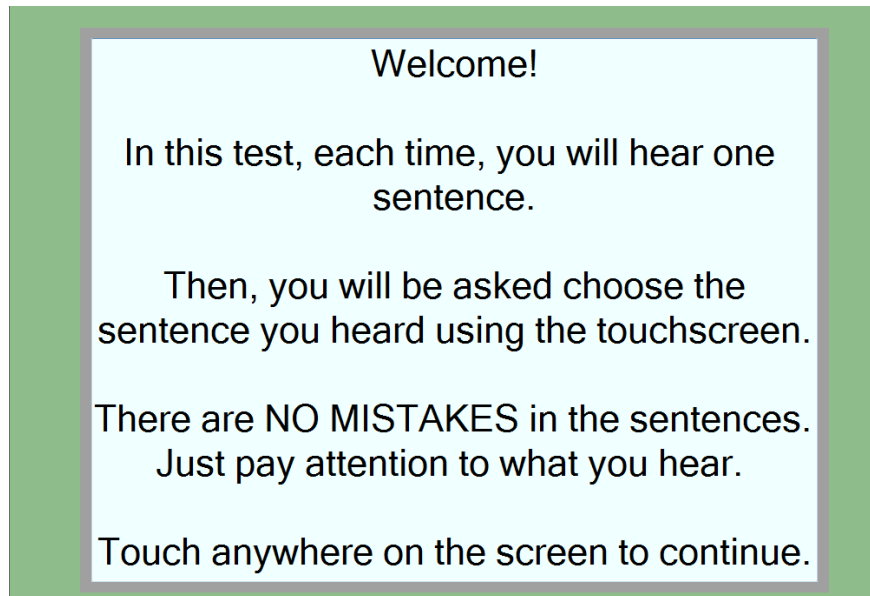 Welcome!
In this test, each time, you will hear one
sentence.
Then, you will be asked choose the
sentence you heard using the touchscreen.
There are NO MISTAKES in the sentences.
Just pay attention to what you hear.
Touch anywhere on the screen to continue.